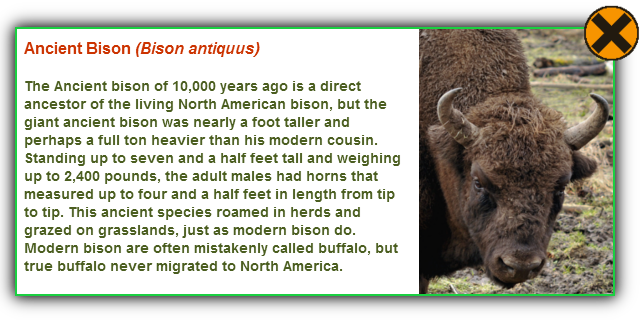 Ancient Bison (Bison antiquus)
The Ancient bison of 10,000 years ago is a direct
ancestor of the living North American bison, but the
giant ancient bison was nearly a foot taller and
perhaps a full ton heavier than his modern cousin.
Standing up to seven and a half feet tall and weighing
up to 2,400 pounds, the adult males had horns that
measured up to four and a half feet in length from tip
to tip. This ancient species roamed in herds and
grazed on grasslands, just as modern bison do.
Modern bison are often mistakenly called buffalo, but
true buffalo never migrated to North America.